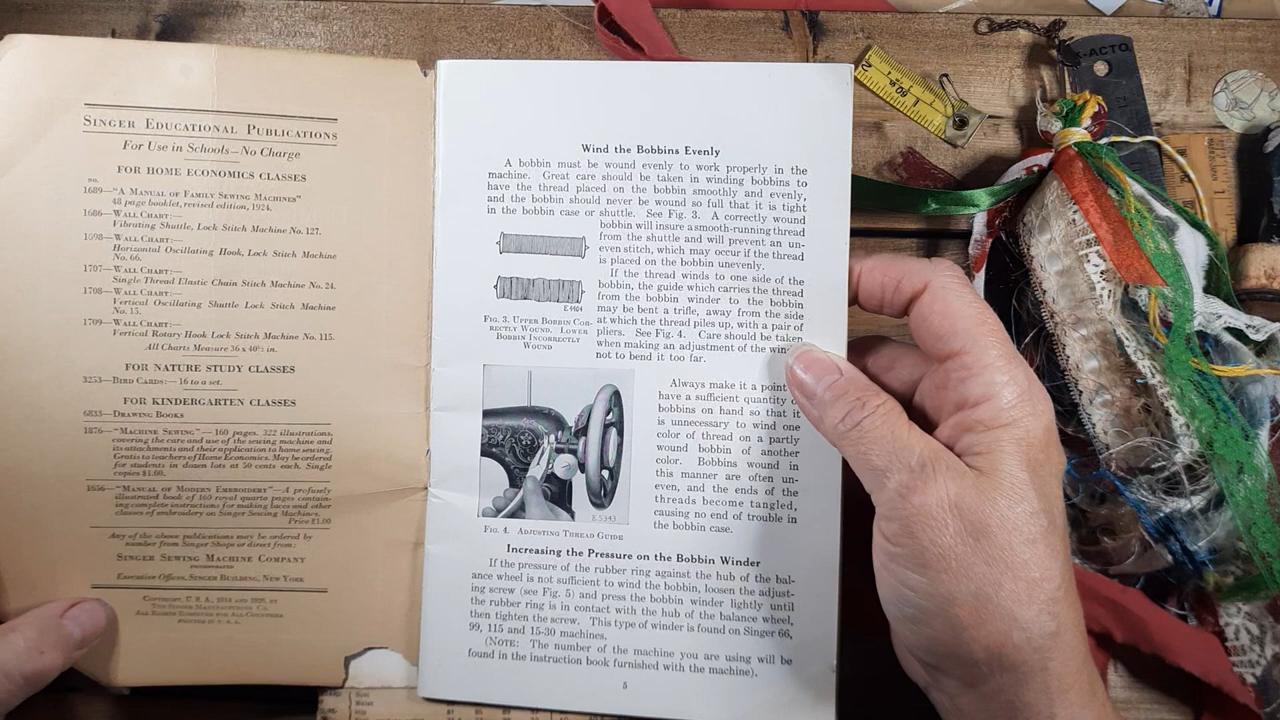 SINGER EDUCATIONAL PUBLICATIONS
For Use in Schools—No Charge
FOR HOME ECONOMICS CLASSES
NO.
1689—"A MANUAL OF FAMILY SEWING MACHINES"
48 page booklet, revised edition, 1924.
1686—WALL CHART:—
Vibrating Shuttle, Lock Stitch Machine No. 127.
1698—WALL CHART:—
Horizontal Oscillating Hook, Lock Stitch Machine
No. 66.
1707—WALL CHART:—
Single Thread Elastic Chain Stitch Machine No. 24.
1708—WALL CHART:—
Vertical Oscillating Shuttle Lock Stitch Machine
No. 15.
1709—WALL CHART:—
Vertical Rotary Hook Lock Stitch Machine No. 115.
All Charts Measure 36 x 40½ in.
FOR NATURE STUDY CLASSES
3253—BIRD CARDS:—16 to a set.
FOR KINDERGARTEN CLASSES
6833—DRAWING BOOKS
1876—"MACHINE SEWING"—160 pages. 322 illustrations,
covering the care and use of the sewing machine and
its attachments and their application to home sewing.
Gratis to teachers of Home Economics. May be ordered
for students in dozen lots at 50 cents each. Single
copies $1.00.
1656—"MANUAL OF MODERN EMBROIDERY"—A profusely
illustrated book of 160 royal quarto pages contain-
ing complete instructions for making laces and other
classes of embroidery on Singer Sewing Machines.
Price $1.00
Any of the above publications may be ordered by
number from Singer Shops or direct from:
SINGER SEWING MACHINE COMPANY
INCORPORATED
Executive Offices, SINGER BUILDING, NEW YORK
COPYRIGHT, U. S. A., 1914 AND 1926, BY
THE SINGER MANUFACTURING CO.
ALL RIGHTS RESERVED FOR ALL COUNTRIES
PRINTED IN U. S. A.
Wind the Bobbins Evenly
A bobbin must be wound evenly to work properly in the
machine. Great care should be taken in winding bobbins to
have the thread placed on the bobbin smoothly and evenly,
and the bobbin should never be wound so full that it is tight
in the bobbin case or shuttle. See Fig. 3. A correctly wound
bobbin will insure a smooth-running thread
from the shuttle and will prevent an un-
even stitch, which may occur if the thread
is placed on the bobbin unevenly.
If the thread winds to one side of the
bobbin, the guide which carries the thread
from the bobbin winder to the bobbin
may be bent a trifle, away from the side
at which the thread piles up, with a pair of
pliers. See Fig. 4. Care should be taken
when making an adjustment of the
not to bend it too far.
E4404
FIG. 3. UPPER BOBBIN COR-
RECTLY WOUND. LOWER
BOBBIN INCORRECTLY
WOUND
Always make it a point
have a sufficient quantity
bobbins on hand so that it
is unnecessary to wind one
color of thread on a partly
wound bobbin of another
color. Bobbins wound in
this manner are often un-
even, and the ends of the
threads become tangled,
causing no end of trouble in
the bobbin case.
E5343
FIG. 4. ADJUSTING THREAD GUIDE
Increasing the Pressure on the Bobbin Winder
If the pressure of the rubber ring against the hub of the bal-
ance wheel is not sufficient to wind the bobbin, loosen the adjust-
ing screw (see Fig. 5) and press the bobbin winder lightly until
the rubber ring is in contact with the hub of the balance wheel,
then tighten the screw. This type of winder is found on Singer 66,
99, 115 and 15-30 machines.
(NOTE: The number of the machine you are using will be
found in the instruction book furnished with the machine).
5
X-ACTO